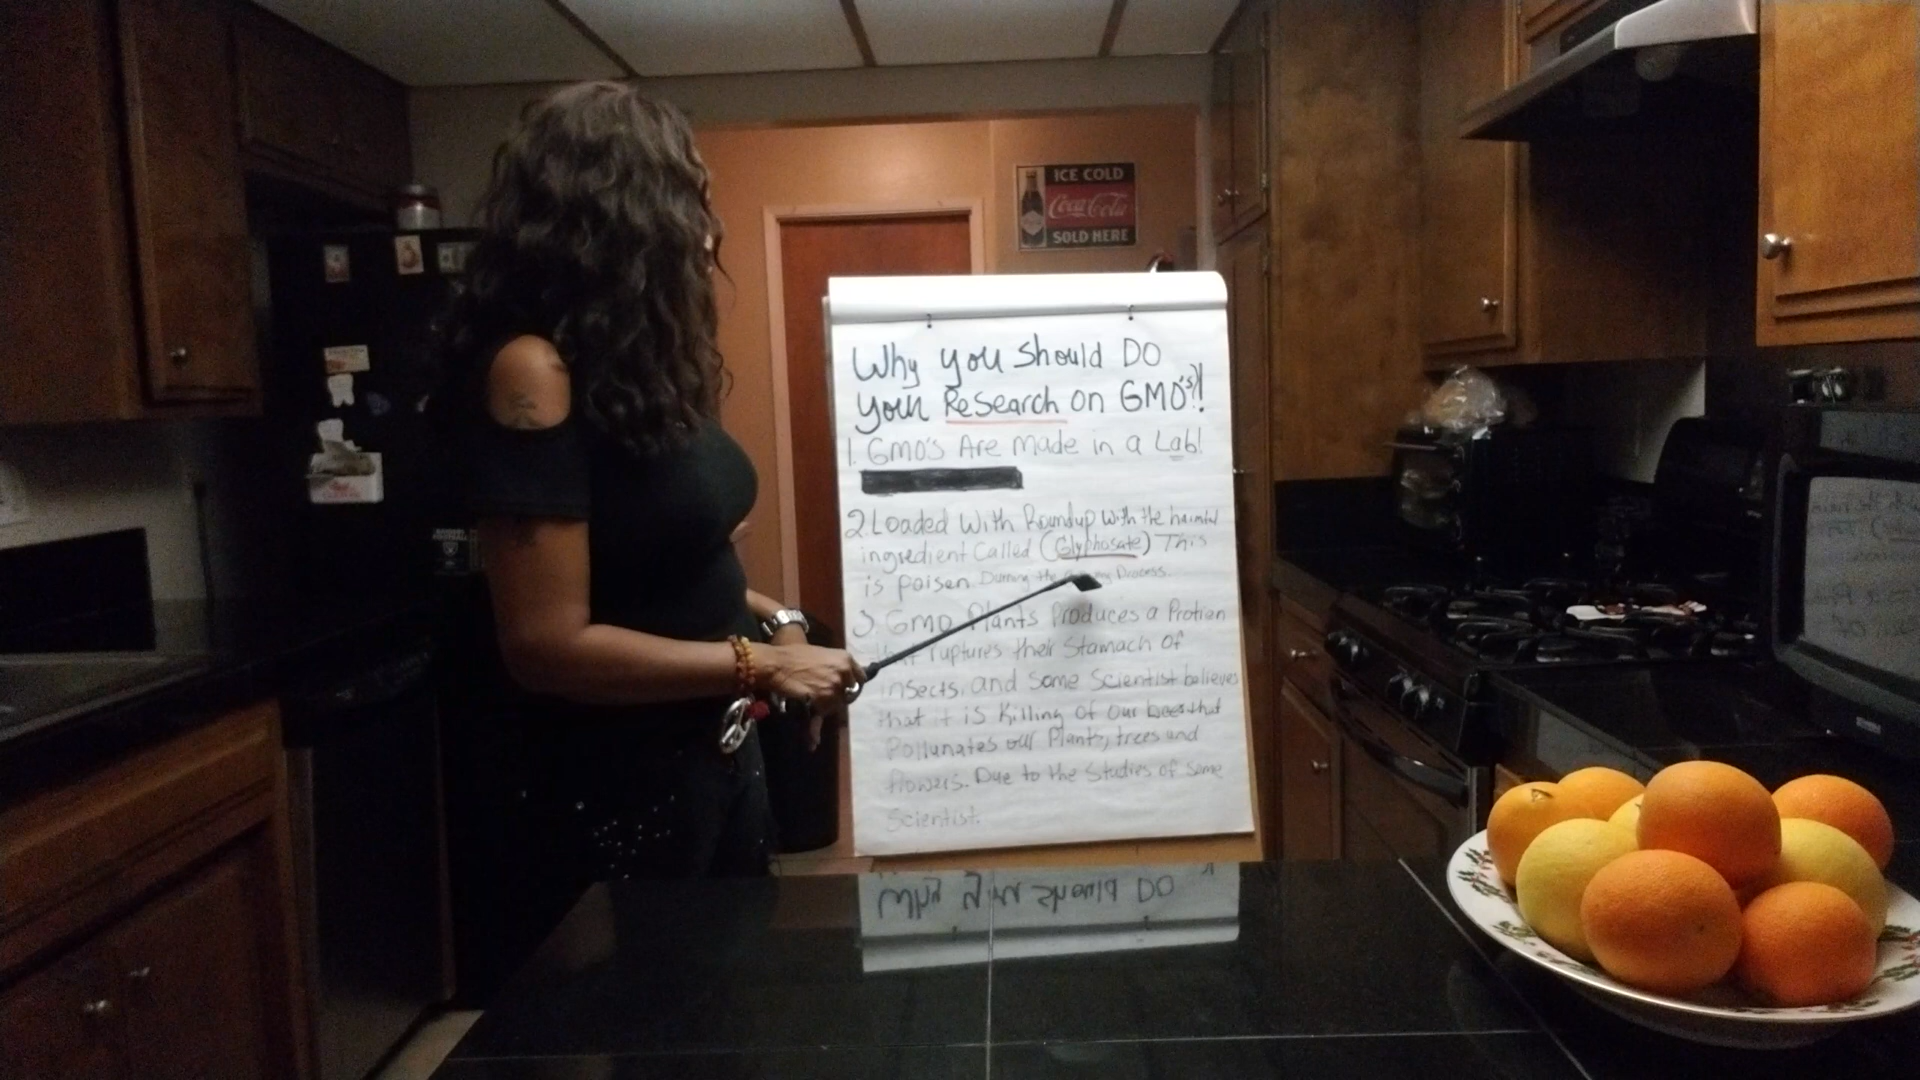 ICE COLD
Coca-Cola
SOLD HERE
Why you Should DO
your Research on GMO's!!
1. GMO'S Are Made in a Lab!
2. Loaded With Roundup with the
ingredient Called (Glyphosate) This
is poisen During the Process.
3. GMO Plants Produces a Protien
that ruptures their Stamach of
insects, and Some Scientist believes
that it is Killing of Our bees that
Pollunates our Plants, trees and
flowers. Due to the Studies of Some
Scientist.